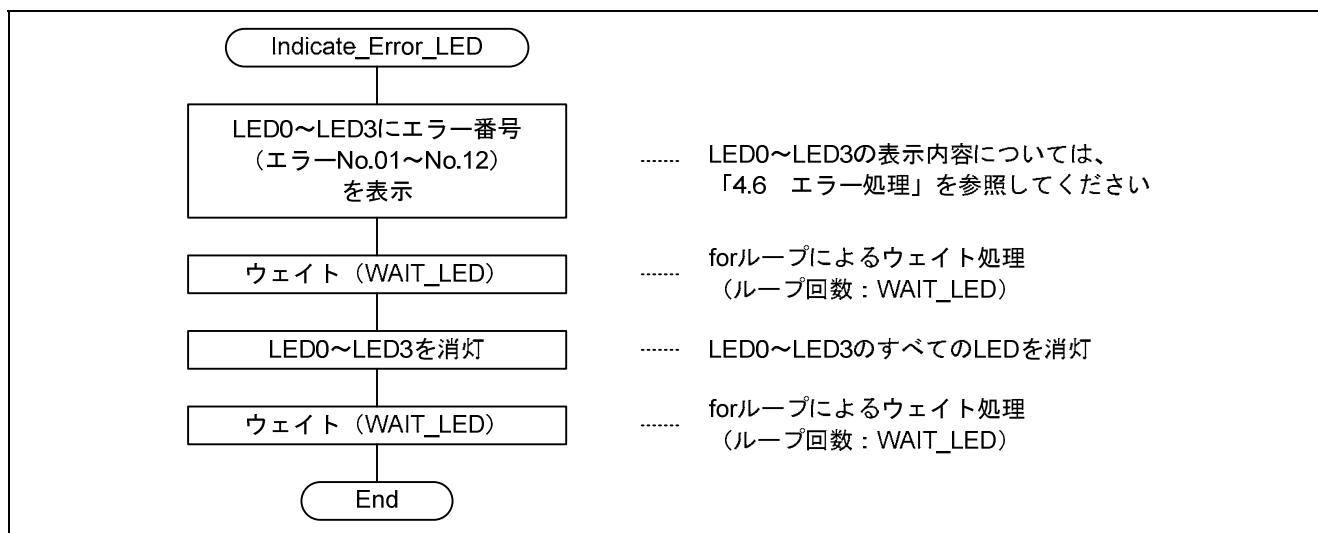 Indicate_Error_LED
LED0～LED3にエラー番号
（エラーNo.01～No.12）
を表示
LED0～LED3の表示内容については、
「4.6　エラー処理」を参照してください
ウェイト（WAIT_LED）
forループによるウェイト処理
（ループ回数：WAIT_LED）
LED0～LED3を消灯
LED0～LED3のすべてのLEDを消灯
ウェイト（WAIT_LED）
forループによるウェイト処理
（ループ回数：WAIT_LED）
End